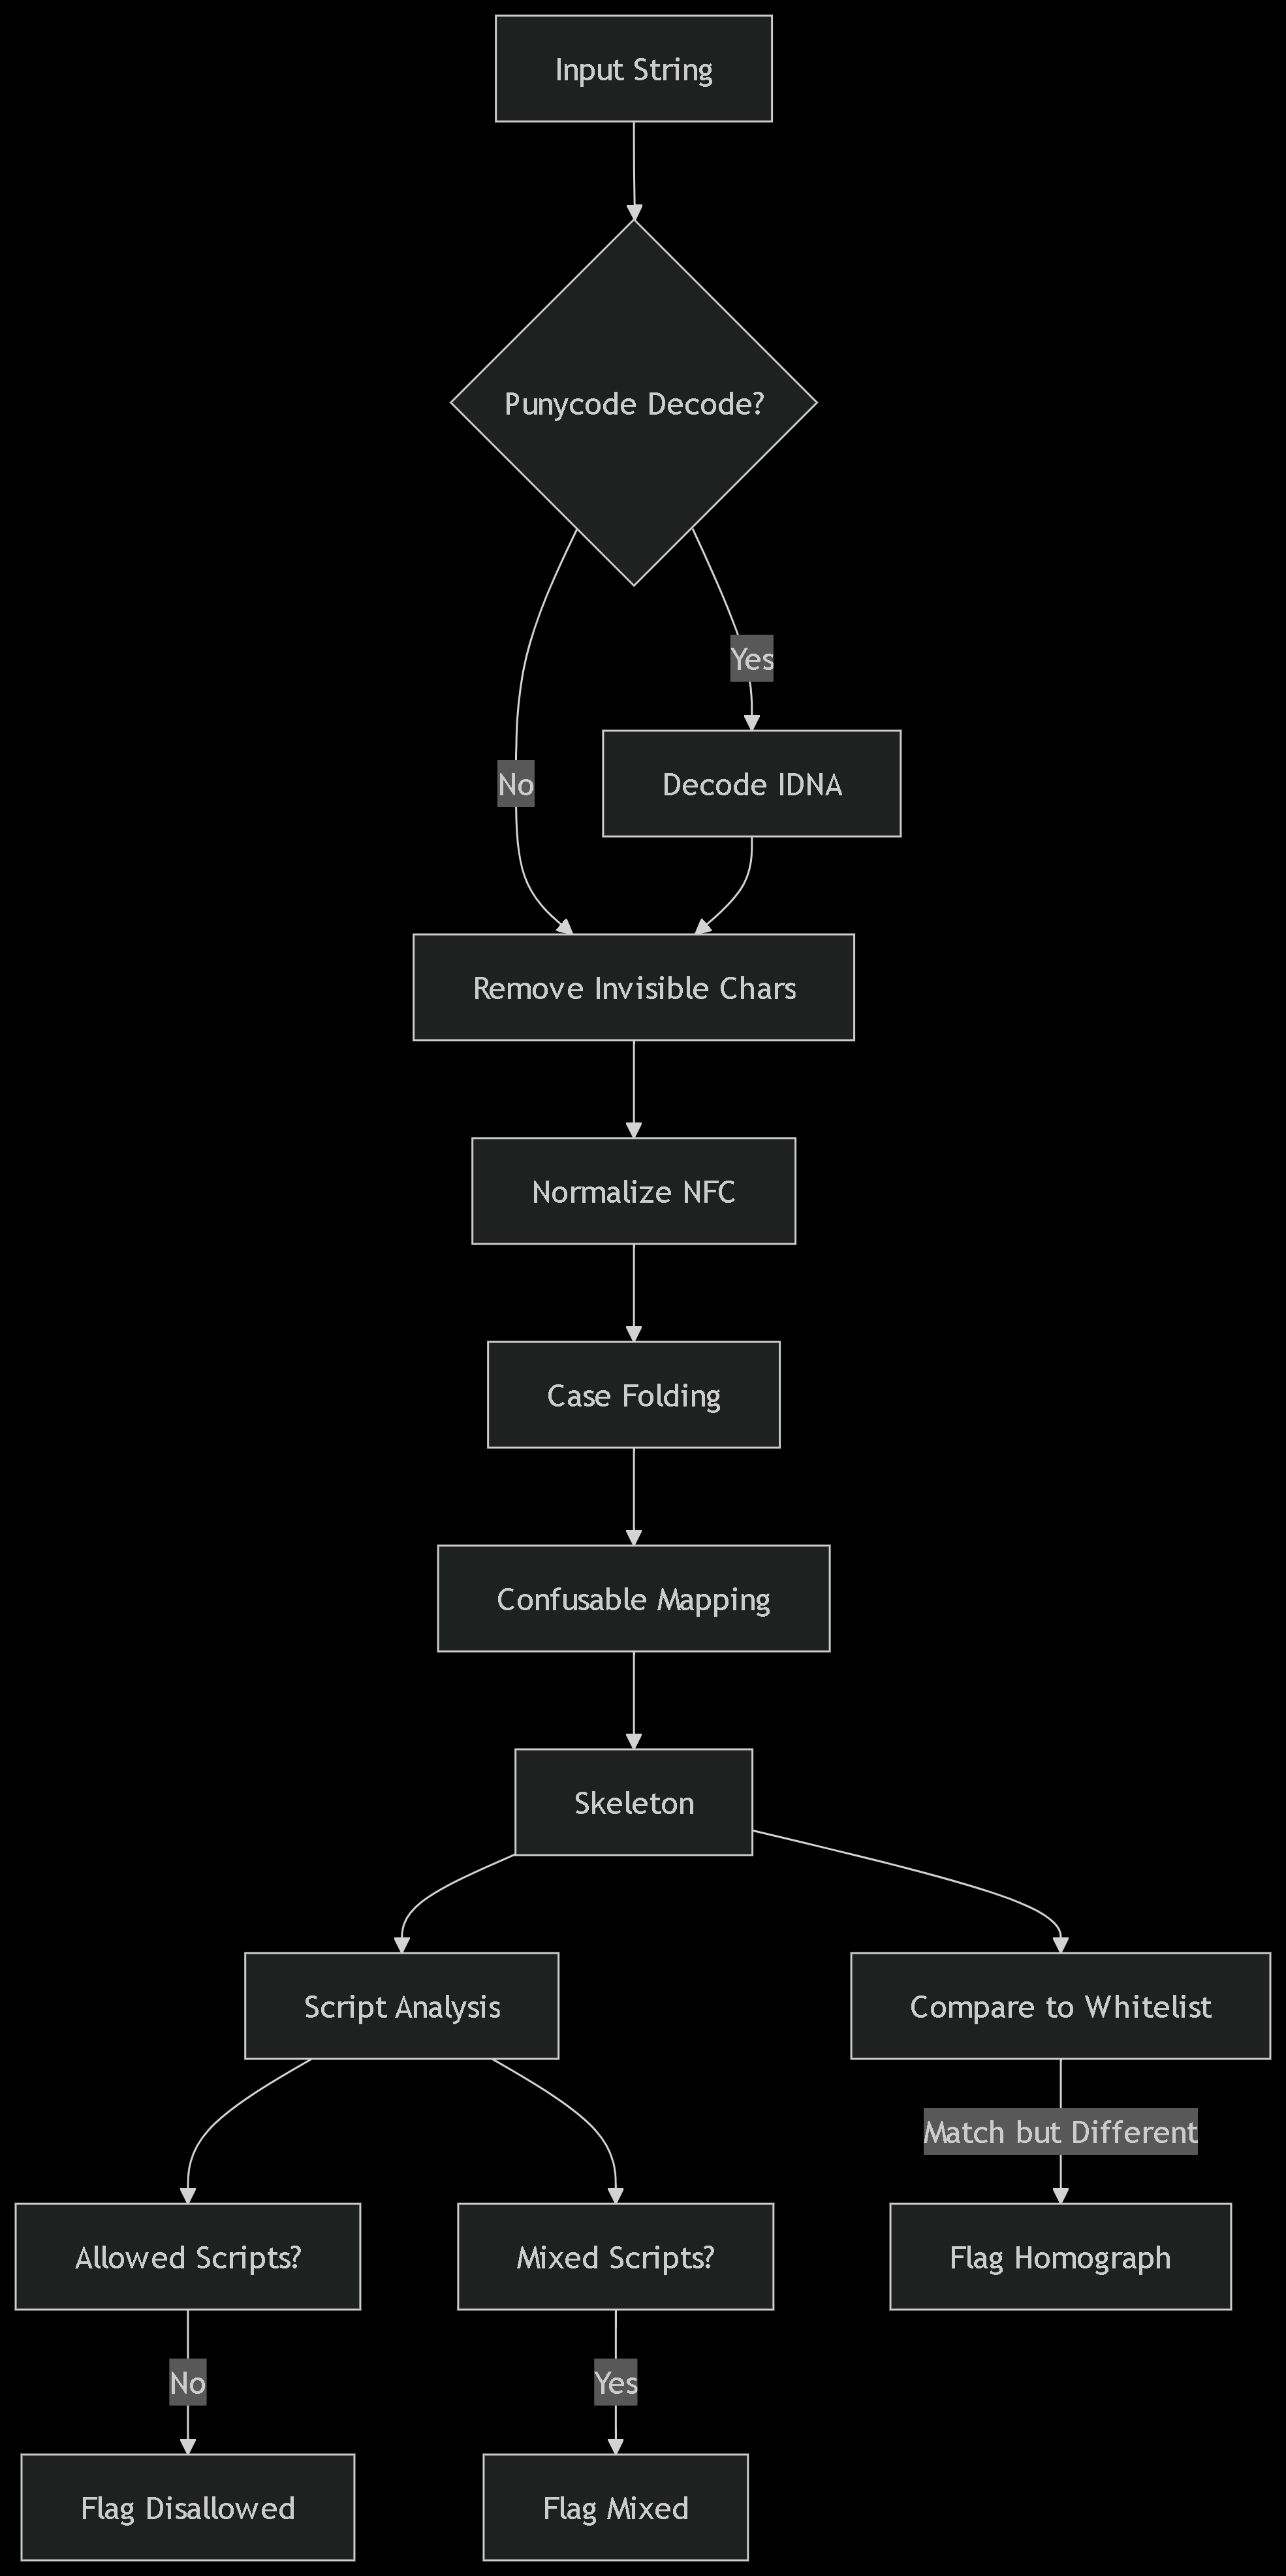 Input String
Punycode Decode?
Yes
No
Decode IDNA
Remove Invisible Chars
Normalize NFC
Case Folding
Confusable Mapping
Skeleton
Script Analysis
Compare to Whitelist
Match but Different
Allowed Scripts?
Mixed Scripts?
Flag Homograph
No
Yes
Flag Disallowed
Flag Mixed